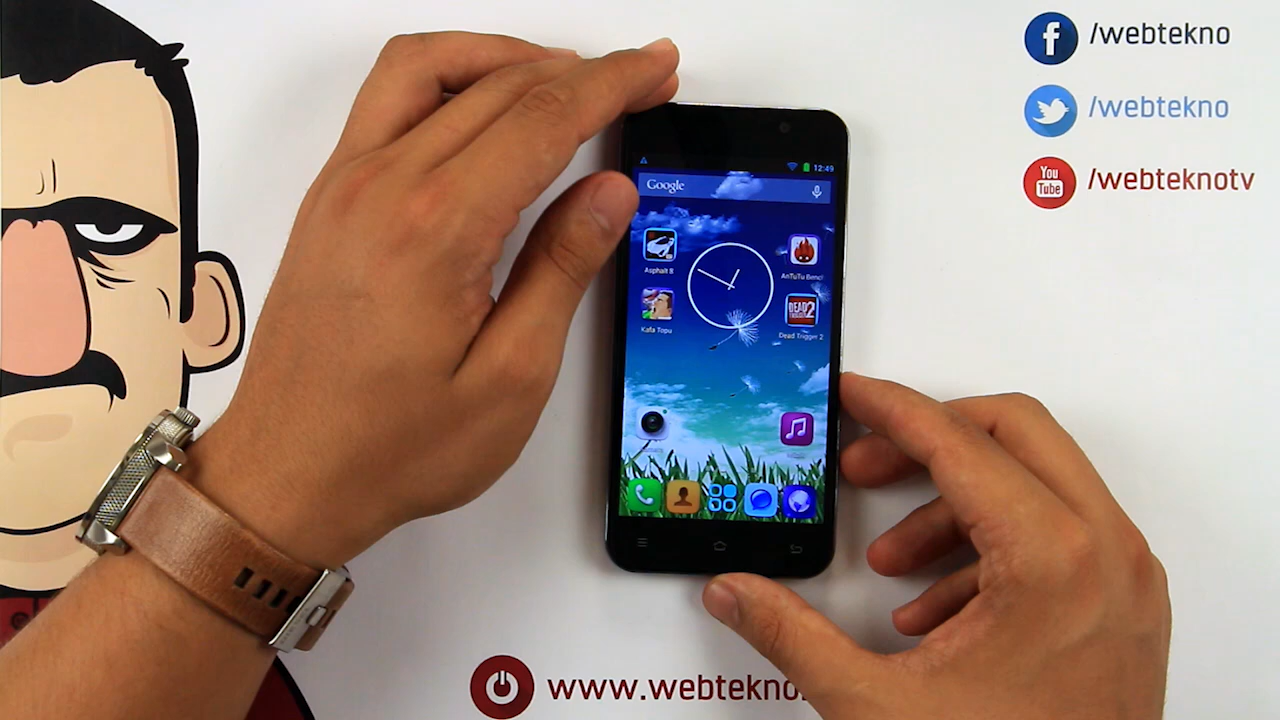 /webtekno
/webtekno
You
Tube
/webteknotv
12:49
Google
Asphalt 8
AnTuTu Bench
DEAD
TRIGGER
2
Kafa Topu
Dead Trigger 2
www.webtekno.